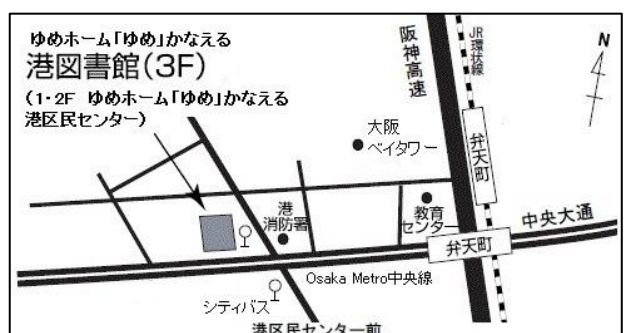 ゆめホーム「ゆめ」かなえる
港図書館(3F)
(1・2F ゆめホーム「ゆめ」かなえる
港区民センター)
阪神高速
JR環状線
N
大阪
ベイタワー
弁天町
港
消防署
教育
センター
中央大通
弁天町
Osaka Metro中央線
シティバス
港区民センター前